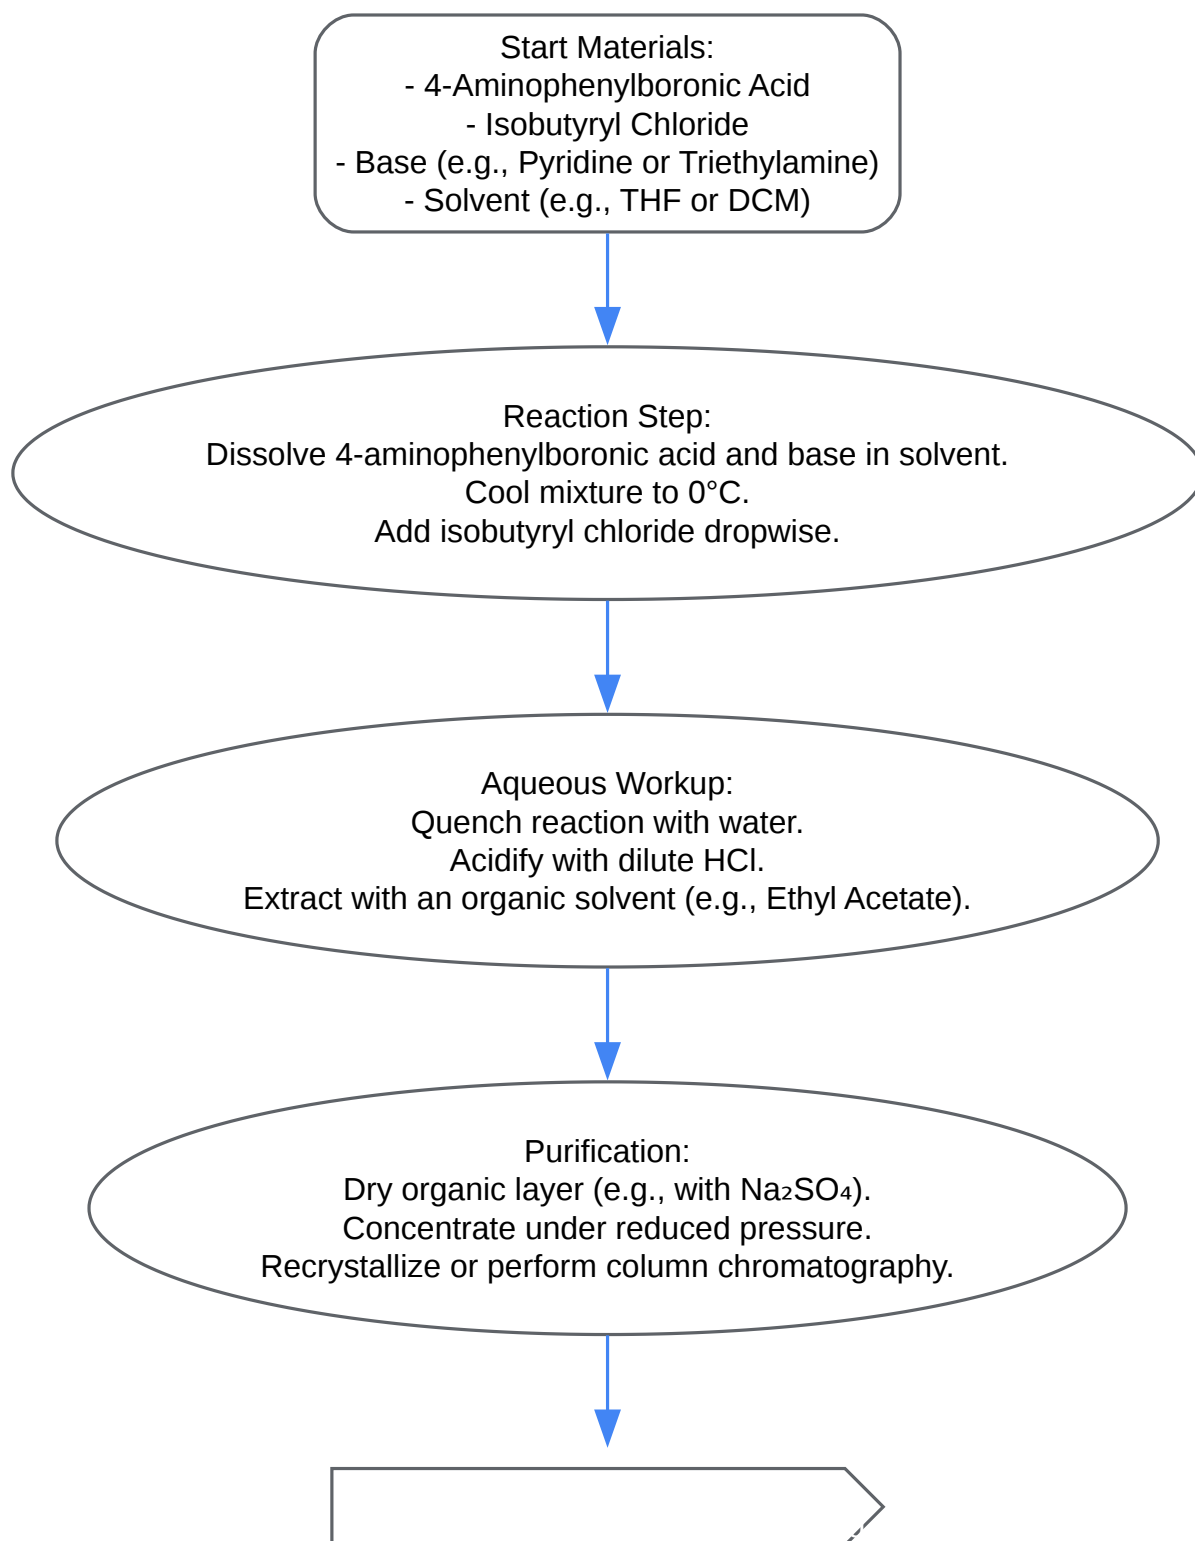 Start Materials:
- 4-Aminophenylboronic Acid
- Isobutyryl Chloride
- Base (e.g., Pyridine or Triethylamine)
- Solvent (e.g., THF or DCM)
Reaction Step:
Dissolve 4-aminophenylboronic acid and base in solvent.
Cool mixture to 0°C.
Add isobutyryl chloride dropwise.
Aqueous Workup:
Quench reaction with water.
Acidify with dilute HCl.
Extract with an organic solvent (e.g., Ethyl Acetate).
Purification:
Dry organic layer (e.g., with Na₂SO₄).
Concentrate under reduced pressure.
Recrystallize or perform column chromatography.